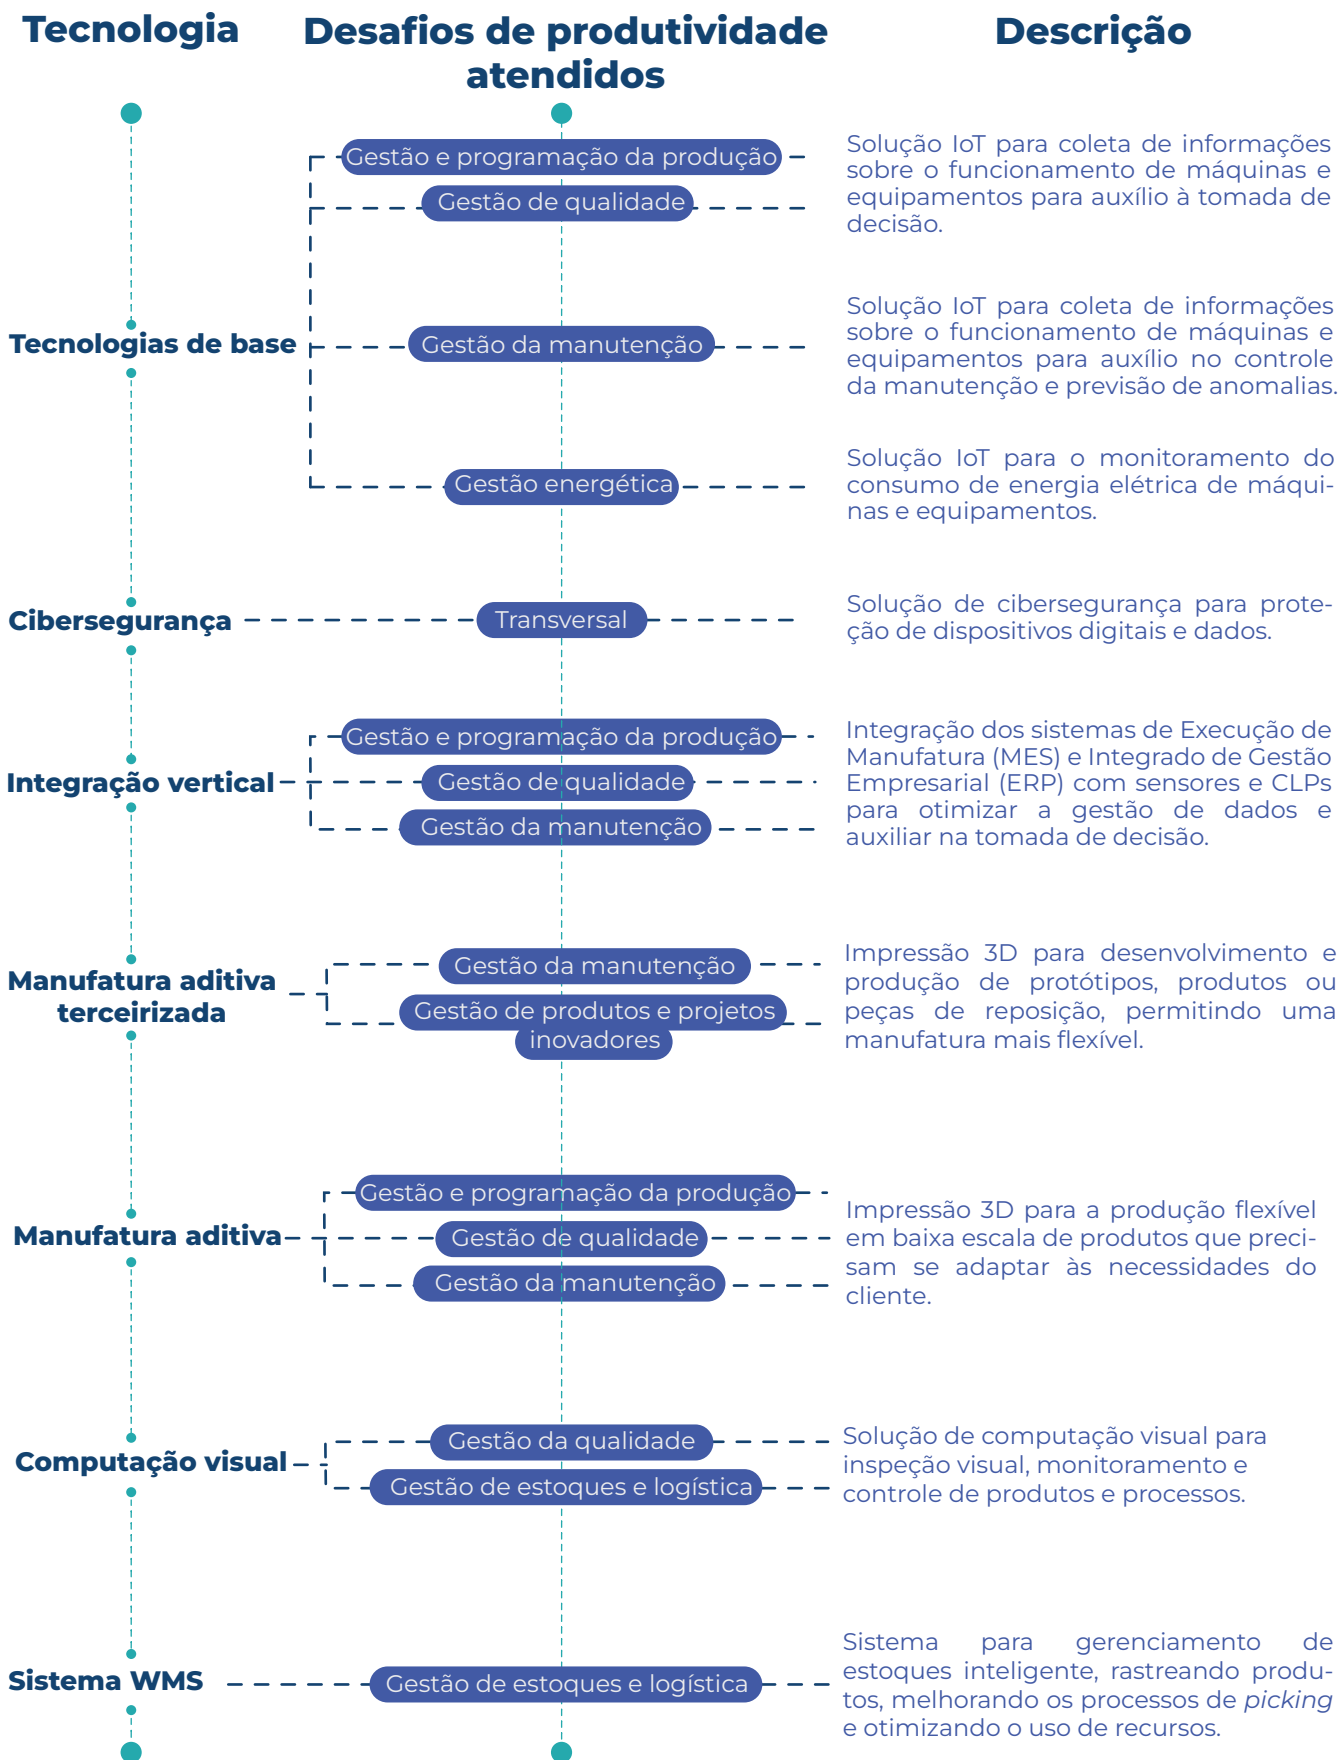 Tecnologia
Desafios de produtividade
atendidos
Descrição
Tecnologias de base
Gestão e programação da produção
Gestão de qualidade
Solução IoT para coleta de informações
sobre o funcionamento de máquinas e
equipamentos para auxílio à tomada de
decisão.
Gestão da manutenção
Solução IoT para coleta de informações
sobre o funcionamento de máquinas e
equipamentos para auxílio no controle
da manutenção e previsão de anomalias.
Gestão energética
Solução IoT para o monitoramento do
consumo de energia elétrica de máqui-
nas e equipamentos.
Cibersegurança
Transversal
Solução de cibersegurança para prote-
ção de dispositivos digitais e dados.
Integração vertical
Gestão e programação da produção
Gestão de qualidade
Gestão da manutenção
Integração dos sistemas de Execução de
Manufatura (MES) e Integrado de Gestão
Empresarial (ERP) com sensores e CLPs
para otimizar a gestão de dados e
auxiliar na tomada de decisão.
Manufatura aditiva
terceirizada
Gestão da manutenção
Gestão de produtos e projetos
inovadores
Impressão 3D para desenvolvimento e
produção de protótipos, produtos ou
peças de reposição, permitindo uma
manufatura mais flexível.
Manufatura aditiva
Gestão e programação da produção
Gestão de qualidade
Gestão da manutenção
Impressão 3D para a produção flexível
em baixa escala de produtos que preci-
sam se adaptar às necessidades do
cliente.
Computação visual
Gestão da qualidade
Gestão de estoques e logística
Solução de computação visual para
inspeção visual, monitoramento e
controle de produtos e processos.
Sistema WMS
Gestão de estoques e logística
Sistema para gerenciamento de
estoques inteligente, rastreando produ-
tos, melhorando os processos de picking
e otimizando o uso de recursos.